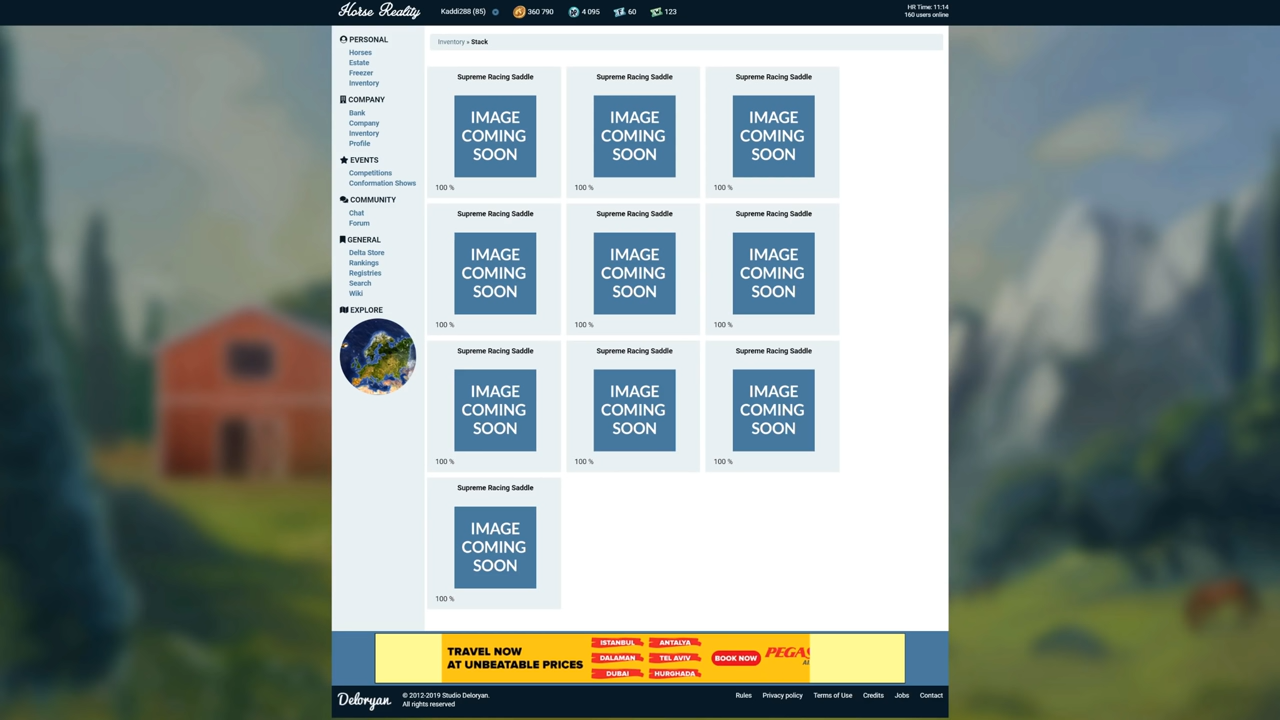 Horse Reality
Kaddi288 (85)
360 790
4 095
60
123
HR Time: 11:14
160 users online
PERSONAL
Horses
Estate
Freezer
Inventory
COMPANY
Bank
Company
Inventory
Profile
EVENTS
Competitions
Conformation Shows
COMMUNITY
Chat
Forum
GENERAL
Delta Store
Rankings
Registries
Search
Wiki
EXPLORE
Inventory » Stack
Supreme Racing Saddle
IMAGE
COMING
SOON
100 %
Supreme Racing Saddle
IMAGE
COMING
SOON
100 %
Supreme Racing Saddle
IMAGE
COMING
SOON
100 %
Supreme Racing Saddle
IMAGE
COMING
SOON
100 %
Supreme Racing Saddle
IMAGE
COMING
SOON
100 %
Supreme Racing Saddle
IMAGE
COMING
SOON
100 %
Supreme Racing Saddle
IMAGE
COMING
SOON
100 %
Supreme Racing Saddle
IMAGE
COMING
SOON
100 %
Supreme Racing Saddle
IMAGE
COMING
SOON
100 %
Supreme Racing Saddle
IMAGE
COMING
SOON
100 %
TRAVEL NOW
AT UNBEATABLE PRICES
ISTANBUL
ANTALYA
DALAMAN
TEL AVIV
DUBAI
HURGHADA
BOOK NOW
PEGAS
AI
Deloryan
© 2012-2019 Studio Deloryan.
All rights reserved
Rules
Privacy policy
Terms of Use
Credits
Jobs
Contact